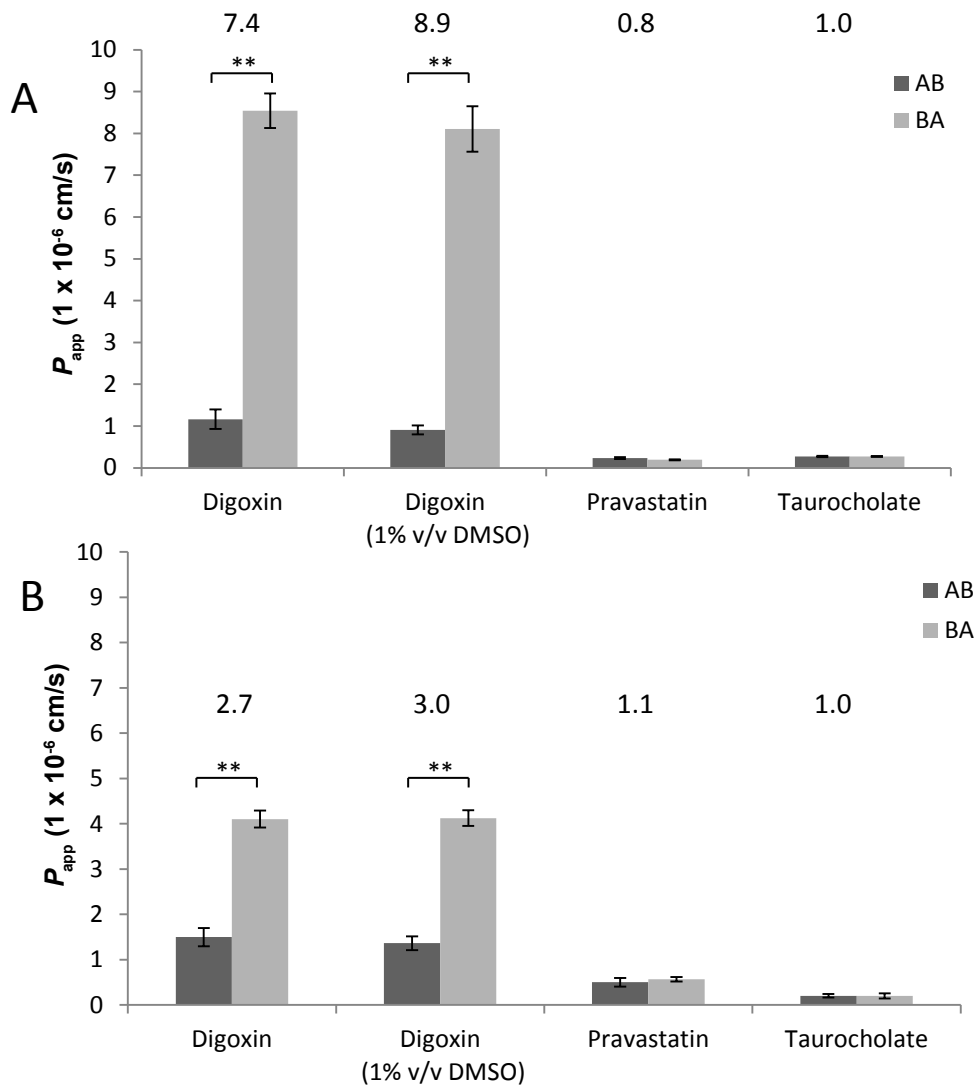 7.4 8.9 0.8 1.0
A
10
9
8
7
6
5
4
3
2
1
0
Papp (1 x 10-6 cm/s)
** **
AB
BA
Digoxin Digoxin Pravastatin Taurocholate
(1% v/v DMSO)
B
10
9
8
7
6
5
4
3
2
1
0
Papp (1 x 10-6 cm/s)
AB
BA
2.7 3.0 1.1 1.0
** **
Digoxin Digoxin Pravastatin Taurocholate
(1% v/v DMSO)